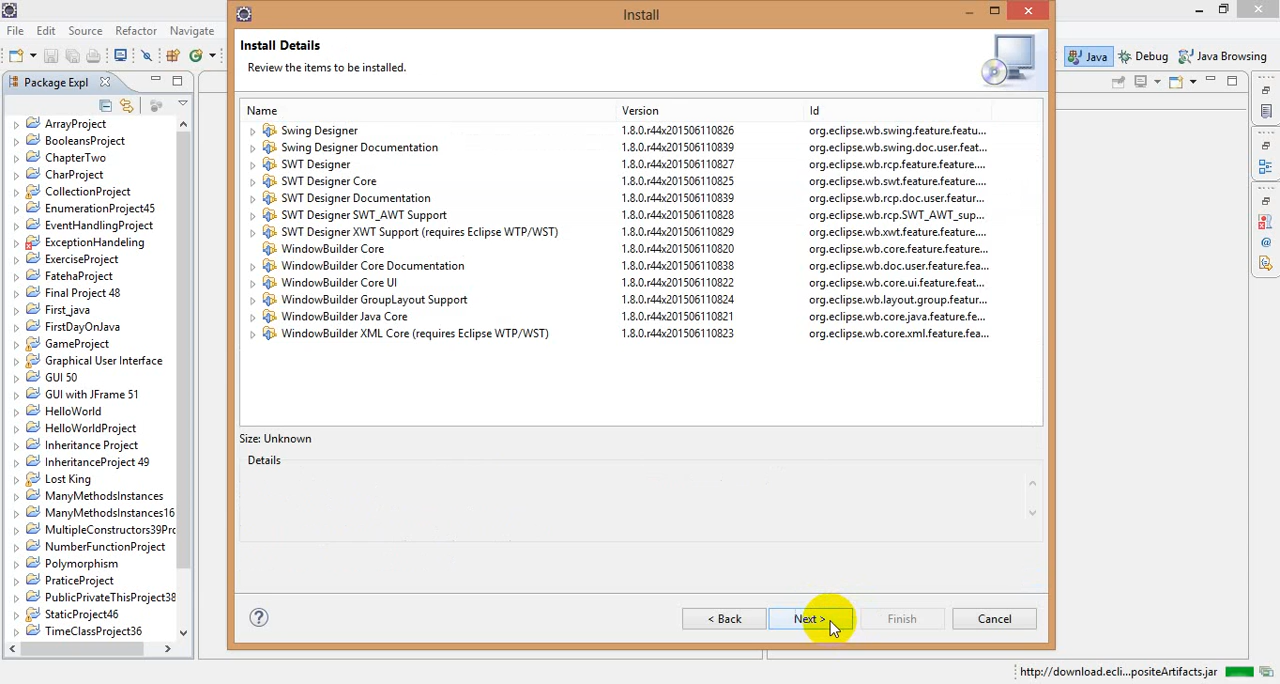 Install
File Edit Source Refactor Navigate
Java Debug Java Browsing
Package Expl
ArrayProject
BooleansProject
ChapterTwo
CharProject
CollectionProject
EnumerationProject45
EventHandlingProject
ExceptionHandeling
ExerciseProject
FatehaProject
Final Project 48
First_java
FirstDayOnJava
GameProject
Graphical User Interface
GUI 50
GUI with JFrame 51
HelloWorld
HelloWorldProject
Inheritance Project
InheritanceProject 49
Lost King
ManyMethodsInstances
ManyMethodsInstances16
MultipleConstructors39Prc
NumberFunctionProject
Polymorphism
PraticeProject
PublicPrivateThisProject38
StaticProject46
TimeClassProject36
Install Details
Review the items to be installed.
Name Version Id
Swing Designer 1.8.0.r44x201506110826 org.eclipse.wb.swing.feature.featu...
Swing Designer Documentation 1.8.0.r44x201506110839 org.eclipse.wb.swing.doc.user.feat...
SWT Designer 1.8.0.r44x201506110827 org.eclipse.wb.rcp.feature.feature....
SWT Designer Core 1.8.0.r44x201506110825 org.eclipse.wb.swt.feature.feature....
SWT Designer Documentation 1.8.0.r44x201506110839 org.eclipse.wb.rcp.doc.user.featur...
SWT Designer SWT_AWT Support 1.8.0.r44x201506110828 org.eclipse.wb.rcp.SWT_AWT_sup...
SWT Designer XWT Support (requires Eclipse WTP/WST) 1.8.0.r44x201506110829 org.eclipse.wb.xwt.feature.feature....
WindowBuilder Core 1.8.0.r44x201506110820 org.eclipse.wb.core.feature.feature...
WindowBuilder Core Documentation 1.8.0.r44x201506110838 org.eclipse.wb.doc.user.feature.fea...
WindowBuilder Core UI 1.8.0.r44x201506110822 org.eclipse.wb.core.ui.feature.feat...
WindowBuilder GroupLayout Support 1.8.0.r44x201506110824 org.eclipse.wb.layout.group.featur...
WindowBuilder Java Core 1.8.0.r44x201506110821 org.eclipse.wb.core.java.feature.fe...
WindowBuilder XML Core (requires Eclipse WTP/WST) 1.8.0.r44x201506110823 org.eclipse.wb.core.xml.feature.fea...
Size: Unknown
Details
< Back Next > Finish Cancel
http://download.ecli...positeArtifacts.jar